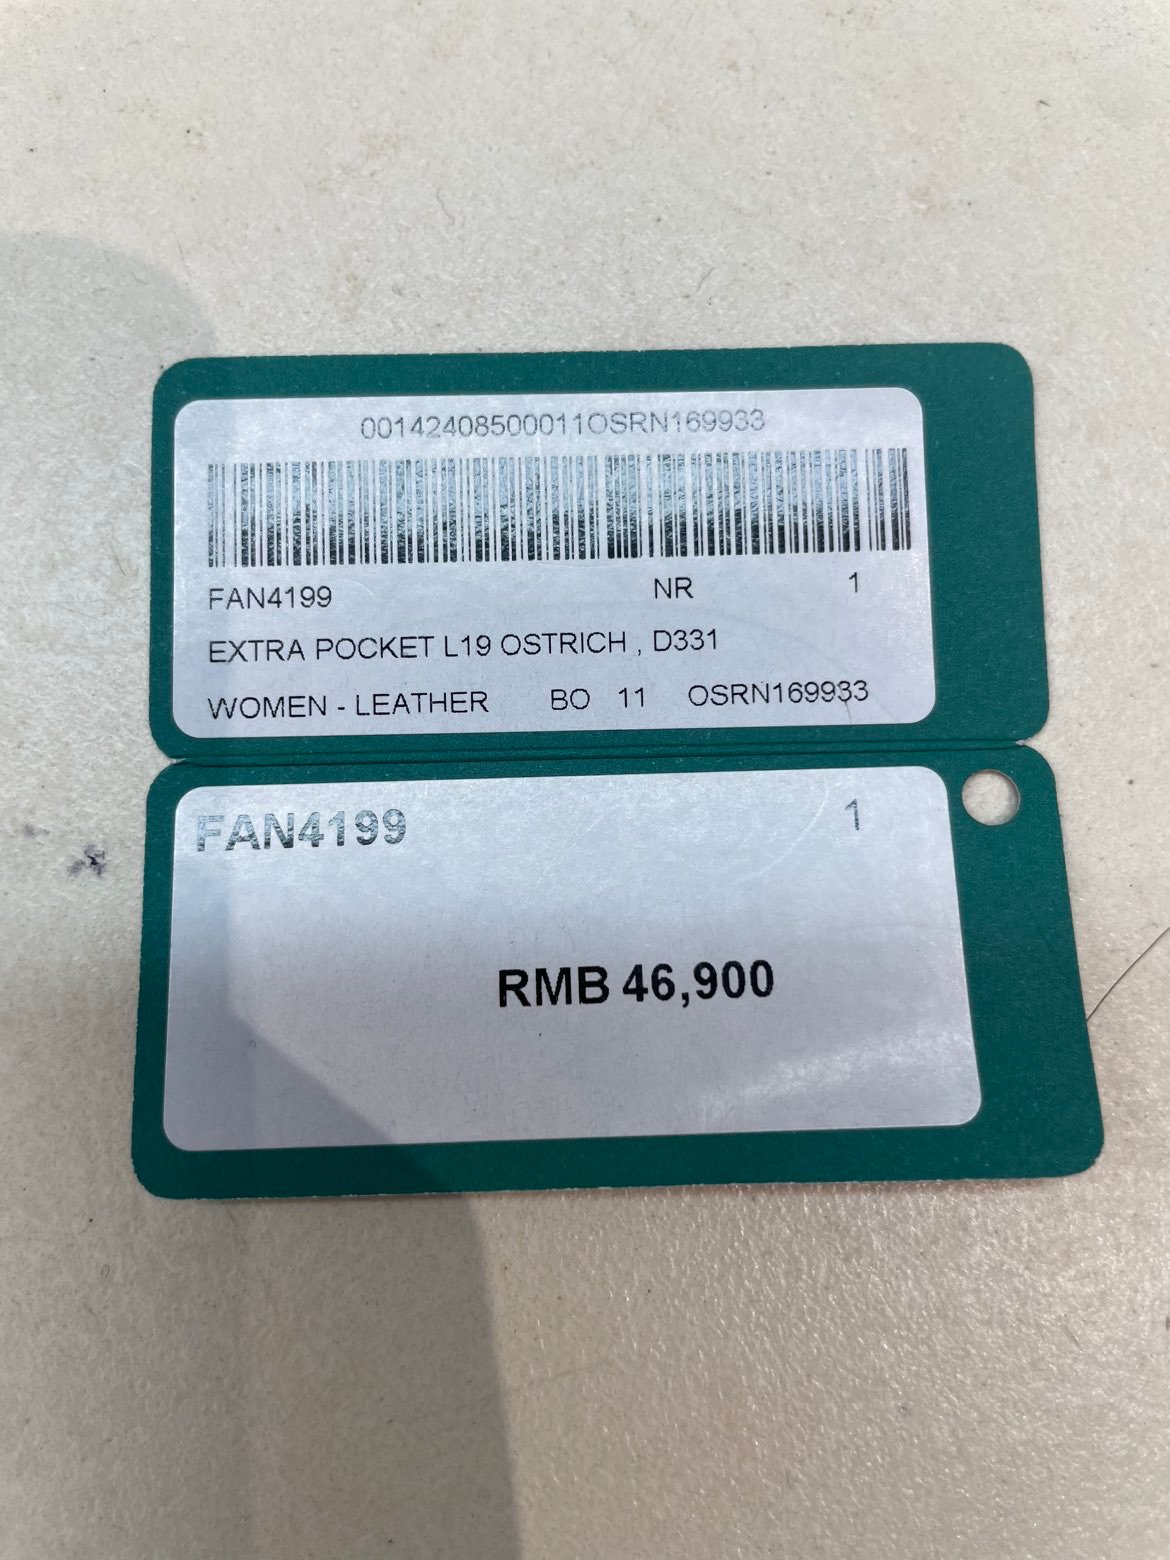 00142408500011OSRN169933
FAN4199 NR 1
EXTRA POCKET L19 OSTRICH , D331
WOMEN - LEATHER BO 11 OSRN169933
FAN4199 1
RMB 46,900